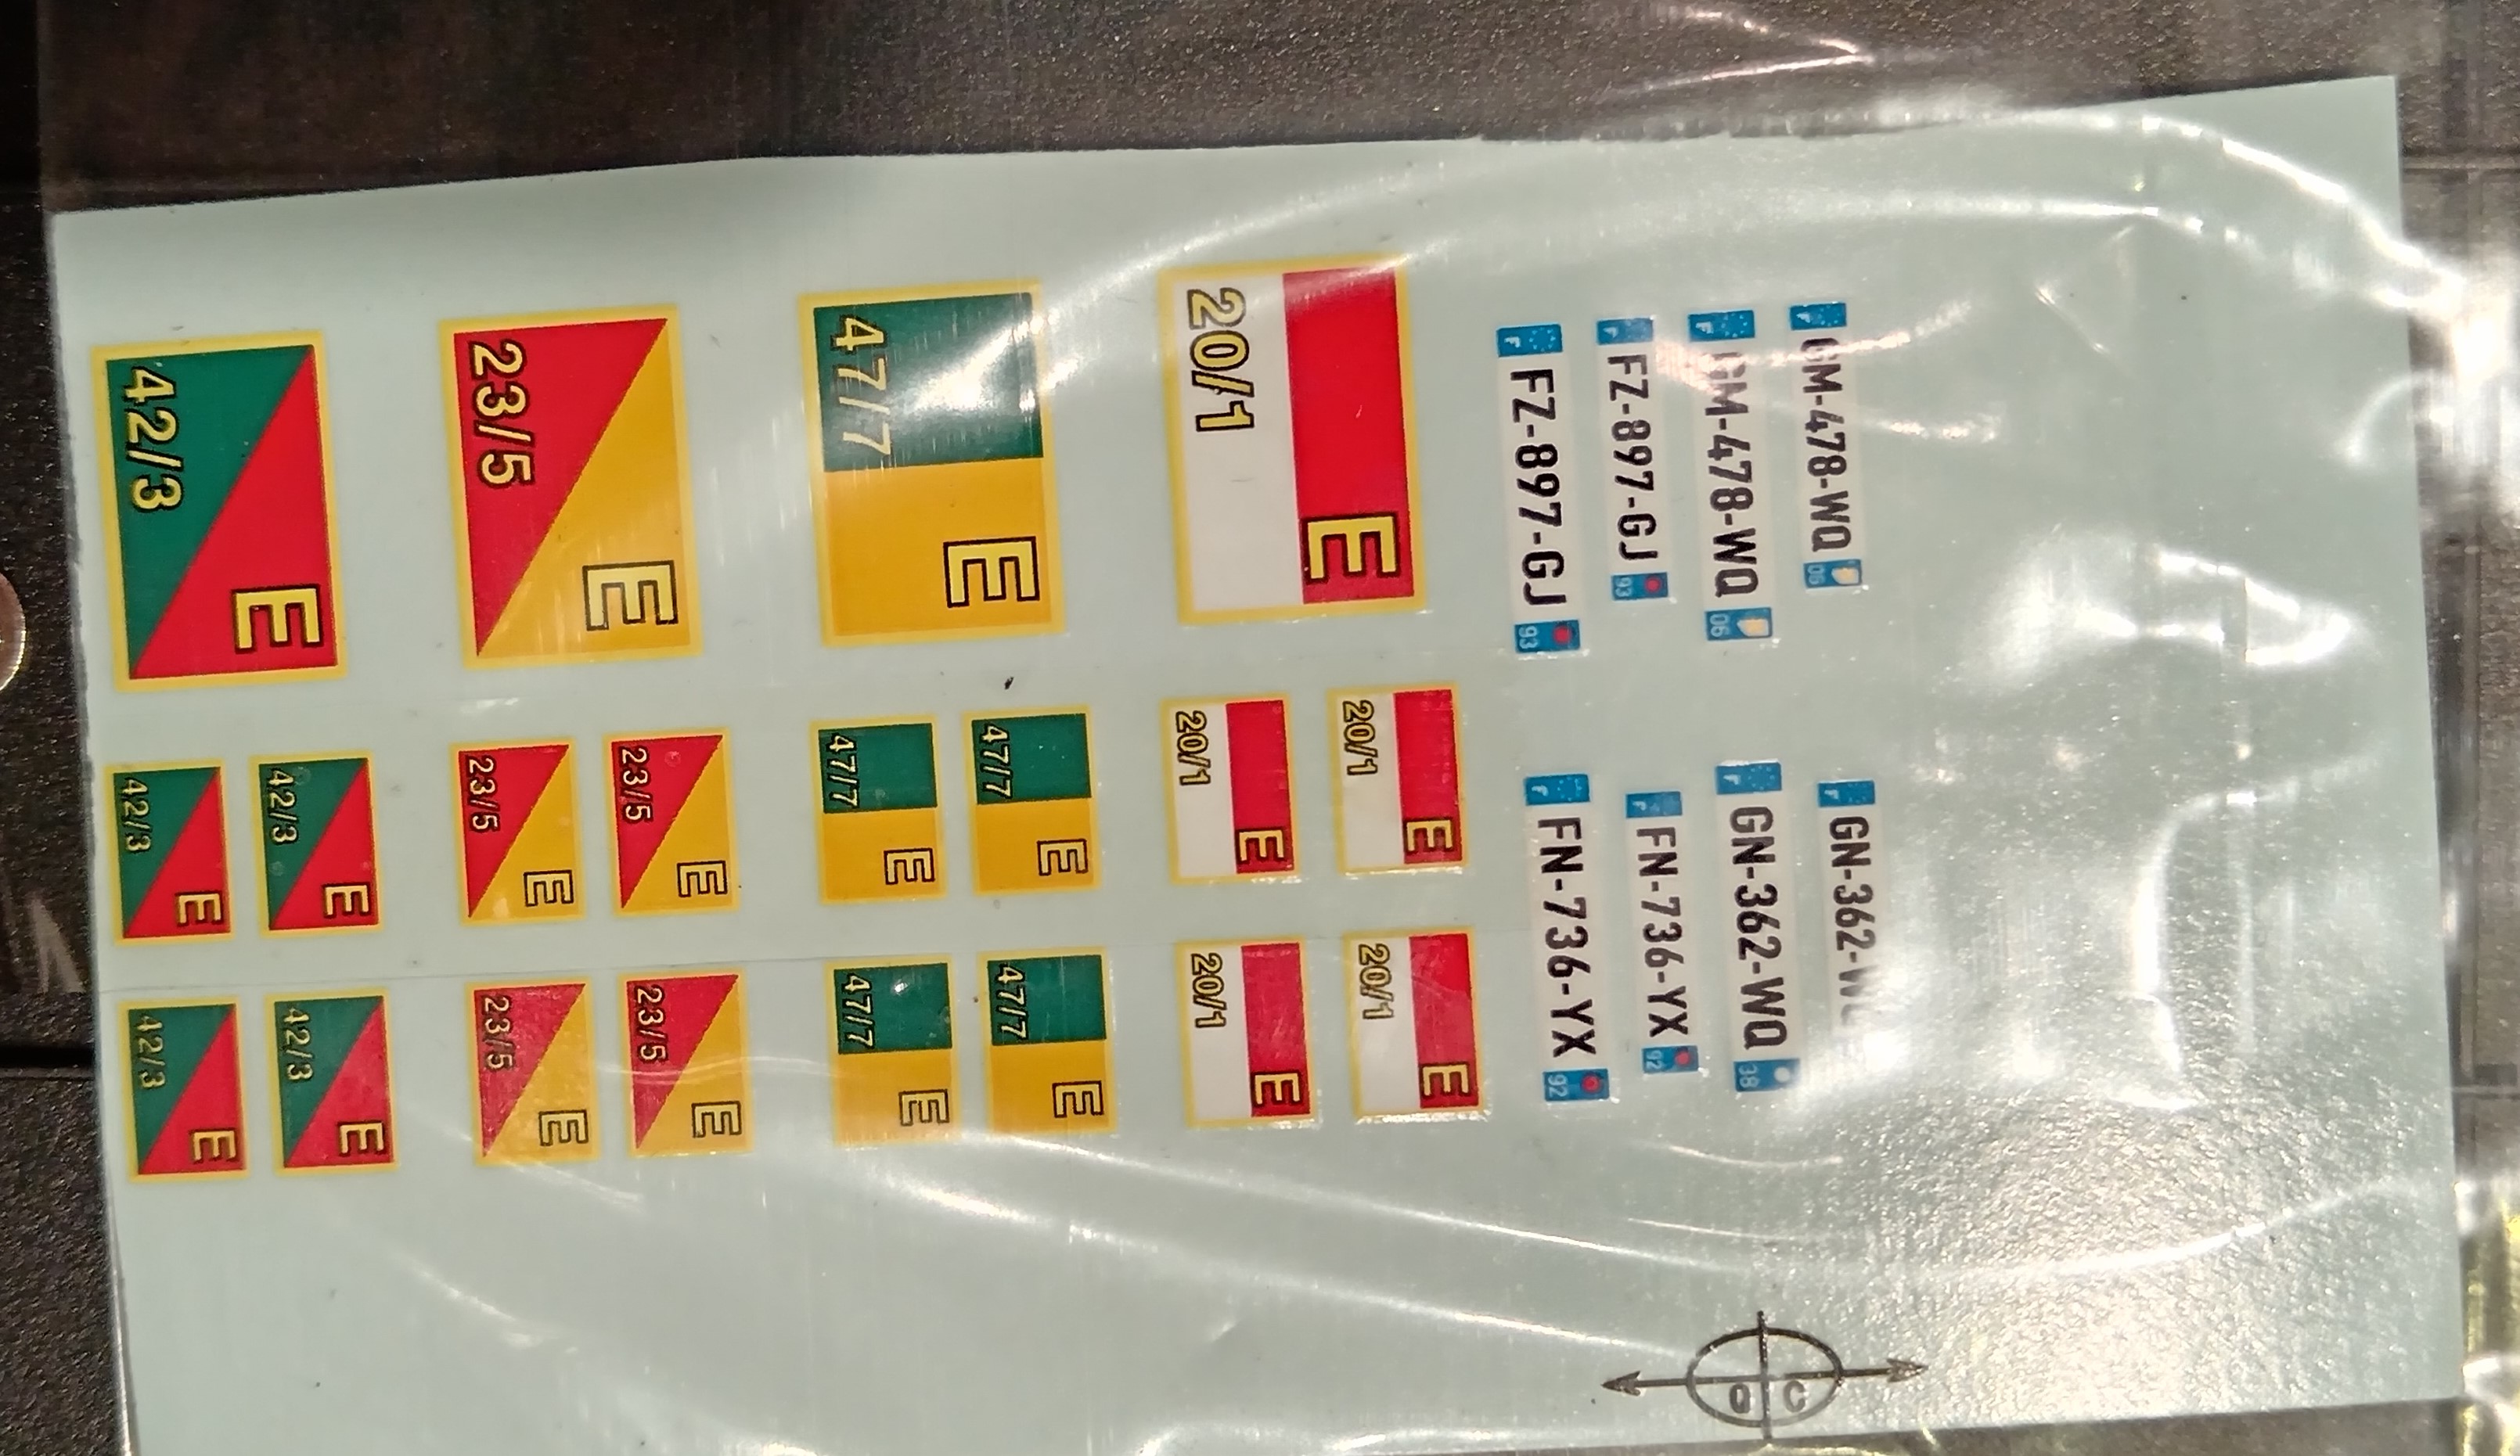 F GM-478-WQ 06
F
F GM-478-WQ 06
F GN-362-WQ 38
F FZ-897-GJ 93
F FN-736-YX 92
F FZ-897-GJ 93
F FN-736-YX 92
E
20/1
E
20/1
E
20/1
E
20/1
E
20/1
E
47/7
E
47/7
E
47/7
E
47/7
E
47/7
E
23/5
E
23/5
E
23/5
E
23/5
E
23/5
E
42/3
E
42/3
E
42/3
E
42/3
E
42/3